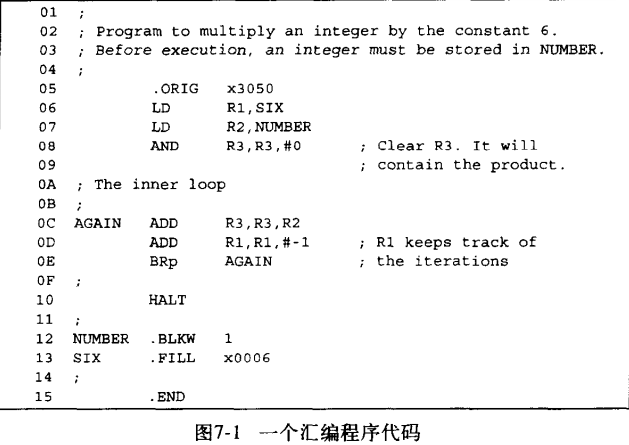 01 ;
02 ; Program to multiply an integer by the constant 6.
03 ; Before execution, an integer must be stored in NUMBER.
04 ;
05 .ORIG x3050
06 LD R1,SIX
07 LD R2,NUMBER
08 AND R3,R3,#0 ; Clear R3. It will
09 ; contain the product.
0A ; The inner loop
0B ;
0C AGAIN ADD R3,R3,R2
0D ADD R1,R1,#-1 ; R1 keeps track of
0E BRp AGAIN ; the iterations
0F ;
10 HALT
11 ;
12 NUMBER .BLKW 1
13 SIX .FILL x0006
14 ;
15 .END
图7-1 一个汇编程序代码